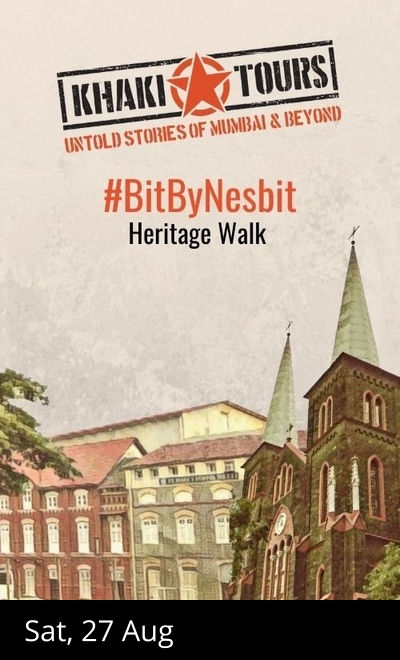 KHAKI TOURS
UNTOLD STORIES OF MUMBAI & BEYOND
#BitByNesbit
Heritage Walk
Sat, 27 Aug